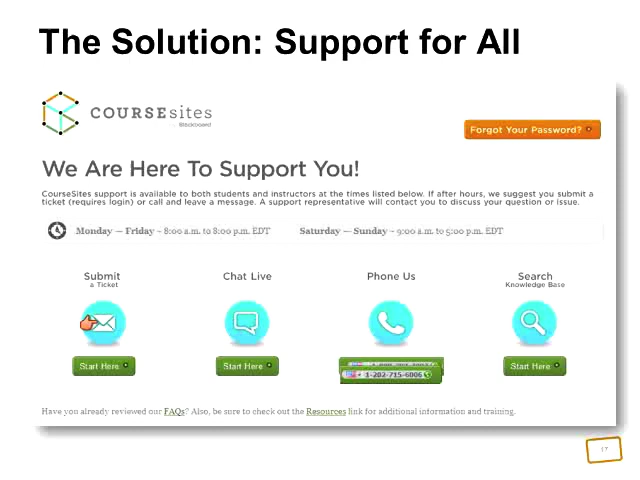 The Solution: Support for All
COURSEsites
Blackboard
Forgot Your Password?
We Are Here To Support You!
CourseSites support is available to both students and instructors at the times listed below. If after hours, we suggest you submit a
ticket (requires login) or call and leave a message. A support representative will contact you to discuss your question or issue.
Monday — Friday - 8:00 a.m. to 8:00 p.m. EDT Saturday — Sunday - 9:00 a.m. to 5:00 p.m. EDT
Submit Chat Live Phone Us Search
a Ticket Knowledge Base
Start Here Start Here Start Here
1-202-715-6006
Have you already reviewed our FAQs? Also, be sure to check out the Resources link for additional information and training.
17